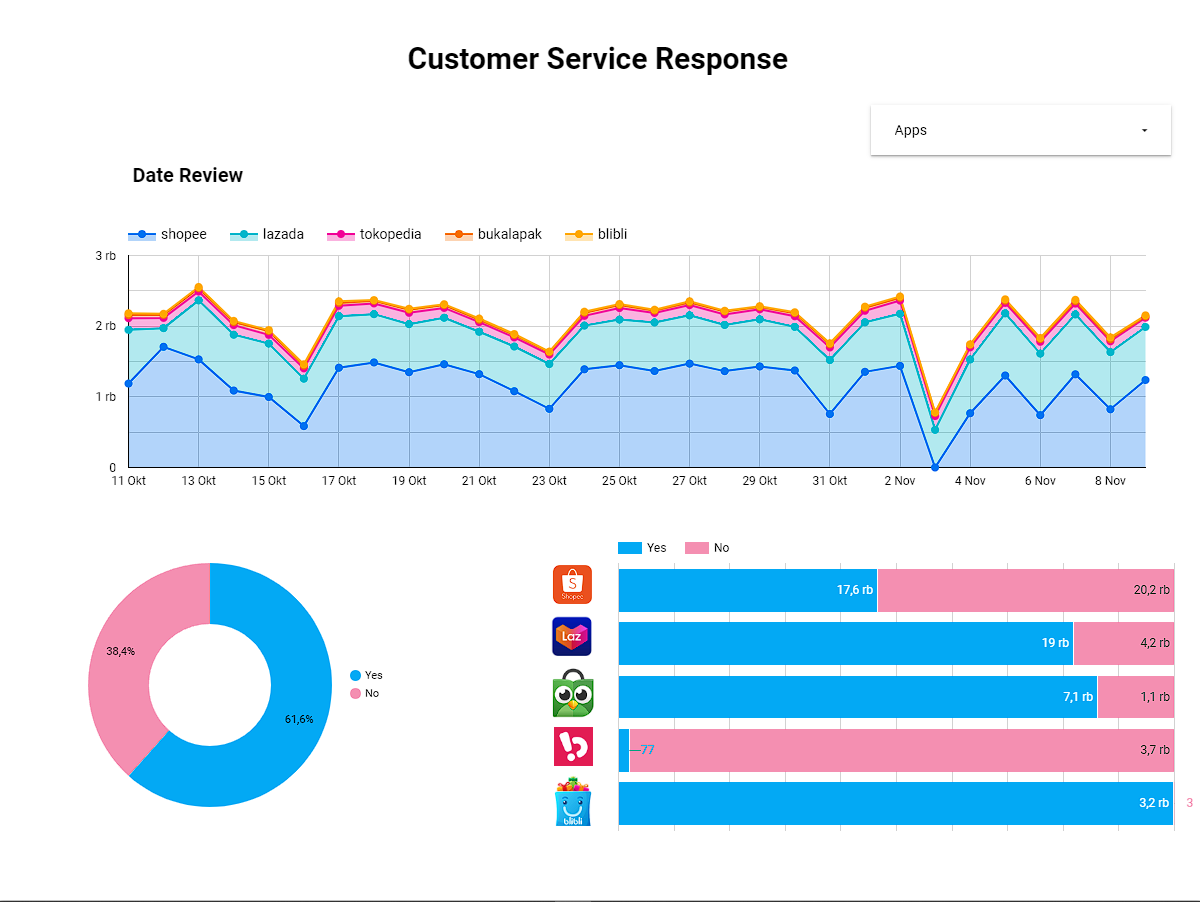 Customer Service Response
Apps
Date Review
shopee lazada tokopedia bukalapak blibli
3 rb
2 rb
1 rb
0
11 Okt 13 Okt 15 Okt 17 Okt 19 Okt 21 Okt 23 Okt 25 Okt 27 Okt 29 Okt 31 Okt 2 Nov 4 Nov 6 Nov 8 Nov
38,4%
61,6%
Yes
No
Yes No
S
Shopee
17,6 rb 20,2 rb
Laz
19 rb 4,2 rb
7,1 rb 1,1 rb
77 3,7 rb
blibli
3,2 rb 3